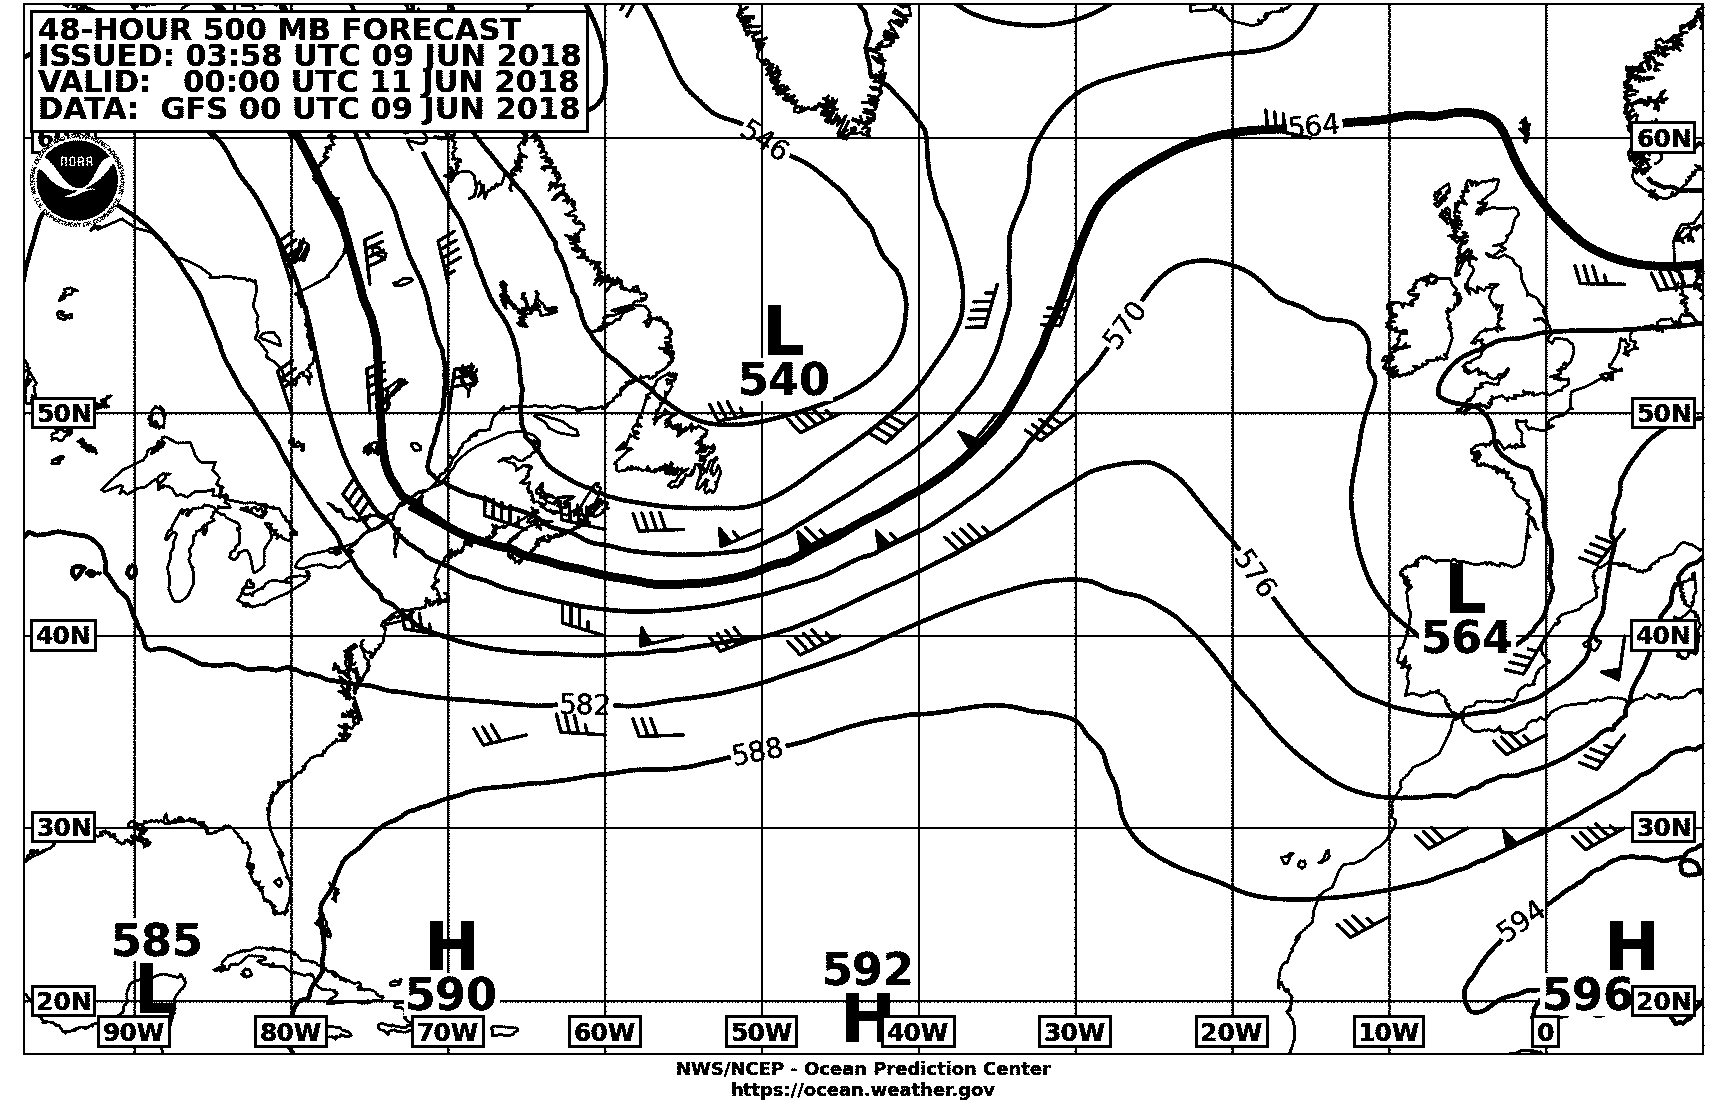 48-HOUR 500 MB FORECAST
ISSUED: 03:58 UTC 09 JUN 2018
VALID: 00:00 UTC 11 JUN 2018
DATA: GFS 00 UTC 09 JUN 2018
NOAA
546
564
60N
570
L
540
50N
50N
576
L
564
40N
40N
582
588
30N
30N
594
585
L
H
590
592
H
H
596
20N
20N
90W
80W
70W
60W
50W
40W
30W
20W
10W
0
NWS/NCEP - Ocean Prediction Center
https://ocean.weather.gov